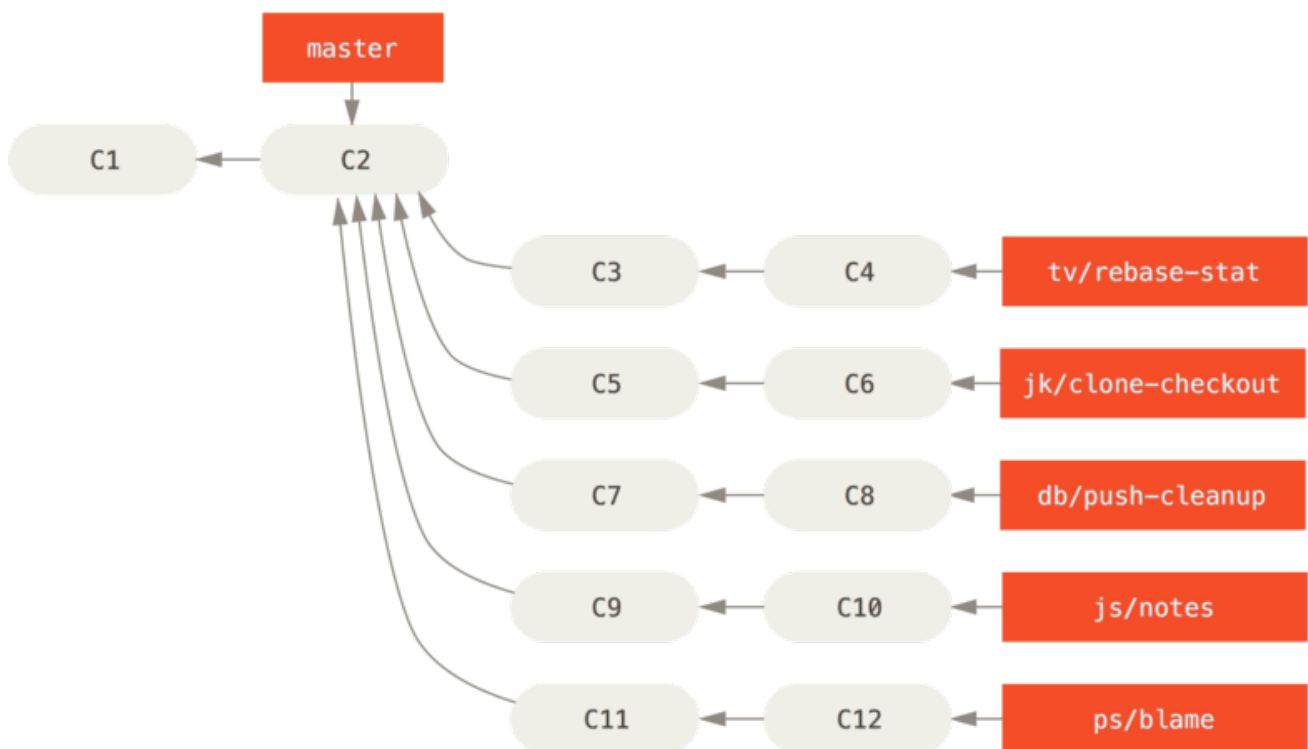 master
C1 C2
C3 C4 tv/rebase-stat
C5 C6 jk/clone-checkout
C7 C8 db/push-cleanup
C9 C10 js/notes
C11 C12 ps/blame